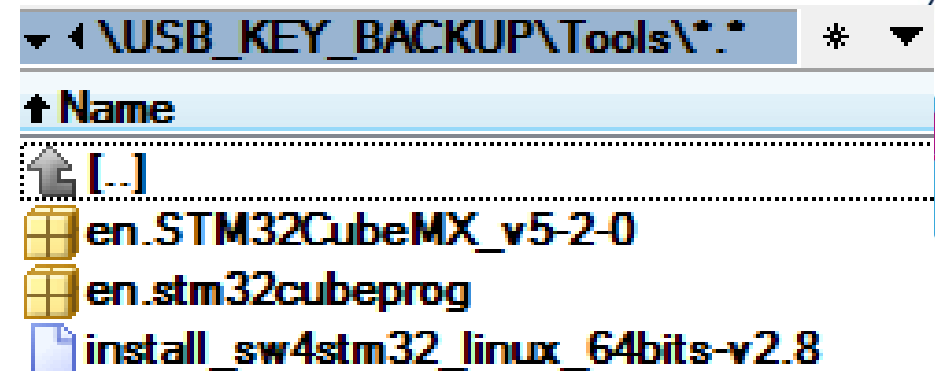 \USB_KEY_BACKUP\Tools\*.* * 
Name
[..]
en.STM32CubeMX_v5-2-0
en.stm32cubeprog
install_sw4stm32_linux_64bits-v2.8